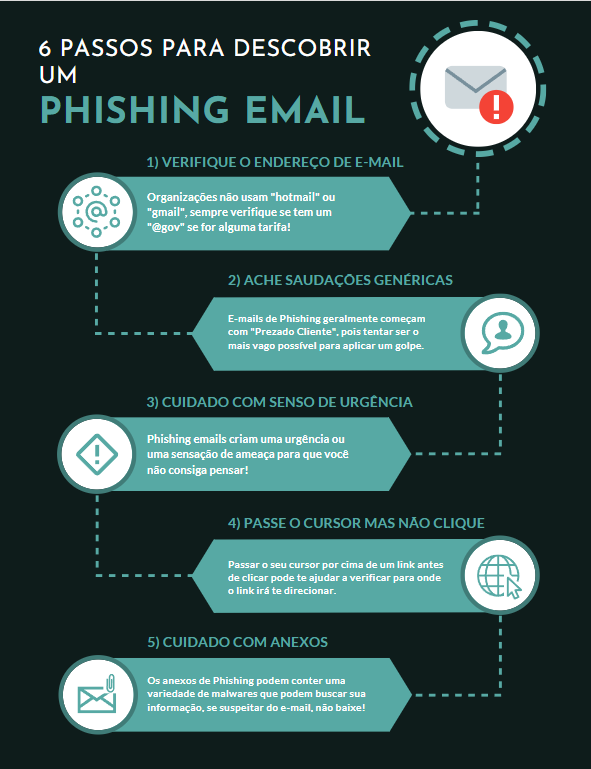 6 PASSOS PARA DESCOBRIR
UM
PHISHING EMAIL
1) VERIFIQUE O ENDEREÇO DE E-MAIL
Organizações não usam "hotmail" ou
"gmail", sempre verifique se tem um
"@gov" se for alguma tarifa!
2) ACHE SAUDAÇÕES GENÉRICAS
E-mails de Phishing geralmente começam
com "Prezado Cliente", pois tentar ser o
mais vago possível para aplicar um golpe.
3) CUIDADO COM SENSO DE URGÊNCIA
Phishing emails criam uma urgência ou
uma sensação de ameaça para que você
não consiga pensar!
4) PASSE O CURSOR MAS NÃO CLIQUE
Passar o seu cursor por cima de um link antes
de clicar pode te ajudar a verificar para onde
o link irá te direcionar.
5) CUIDADO COM ANEXOS
Os anexos de Phishing podem conter uma
variedade de malwares que podem buscar sua
informação, se suspeitar do e-mail, não baixe!